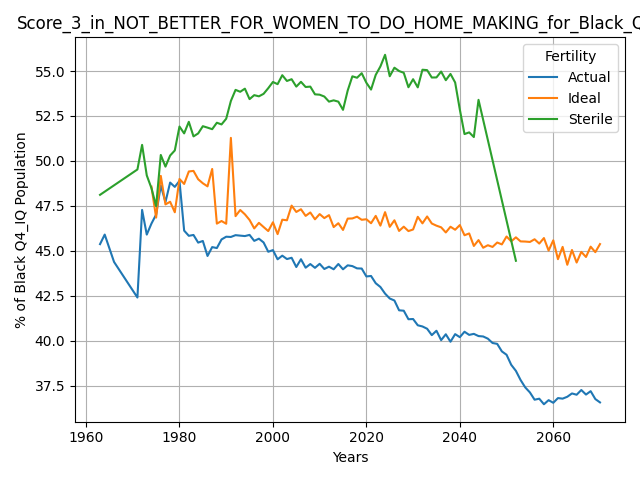 Score_3_in_NOT_BETTER_FOR_WOMEN_TO_DO_HOME_MAKING_for_Black_Q
Fertility
Actual
Ideal
Sterile
% of Black Q4_IQ Population
55.0
52.5
50.0
47.5
45.0
42.5
40.0
37.5
1960
1980
2000
2020
2040
2060
Years